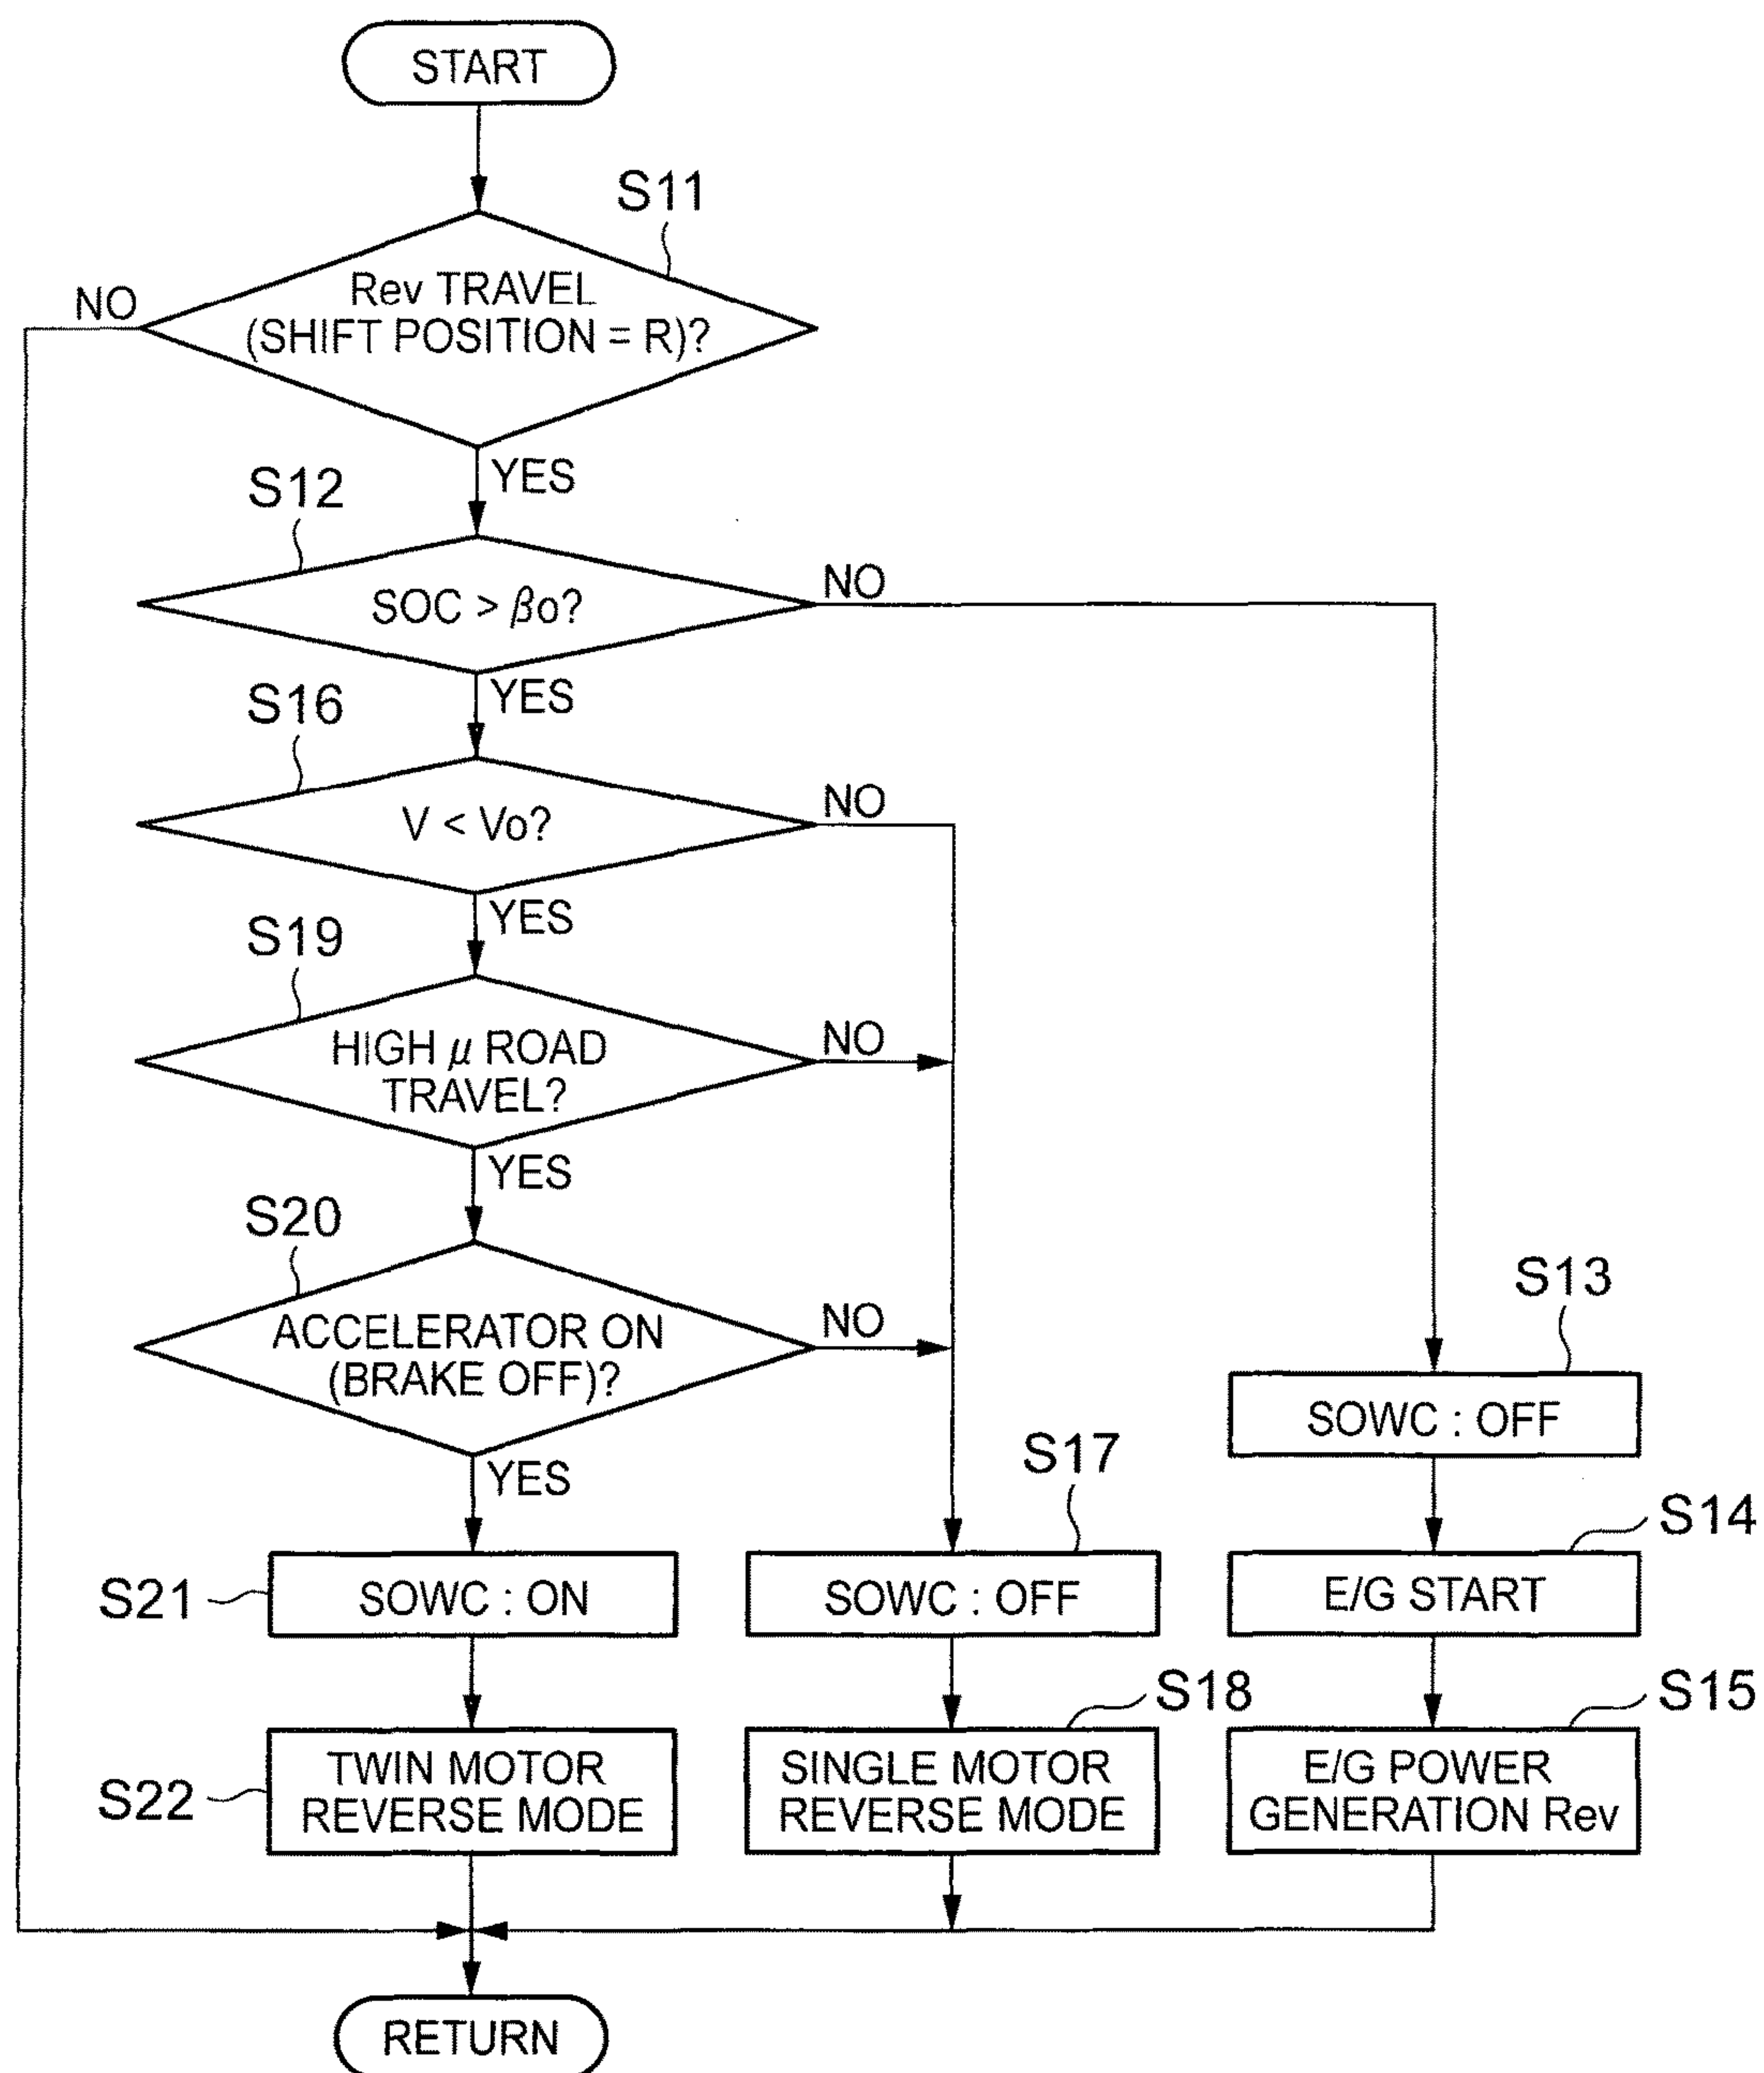 START
S11
Rev TRAVEL
(SHIFT POSITION = R)?
NO
YES
S12
SOC > βo?
NO
YES
S16
V < Vo?
NO
YES
S19
HIGH μ ROAD
TRAVEL?
NO
YES
S20
ACCELERATOR ON
(BRAKE OFF)?
NO
YES
S13
SOWC : OFF
S17
S14
S21
SOWC : ON
SOWC : OFF
E/G START
S18
S15
S22
TWIN MOTOR
REVERSE MODE
SINGLE MOTOR
REVERSE MODE
E/G POWER
GENERATION Rev
RETURN